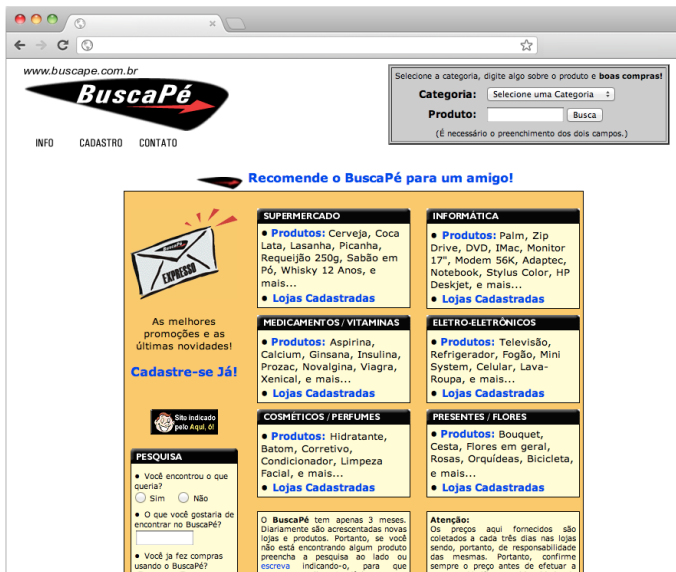 www.buscape.com.br
BuscaPé
INFO CADASTRO CONTATO
Selecione a categoria, digite algo sobre o produto e boas compras!
Categoria: Selecione uma Categoria
Produto: Busca
(É necessário o preenchimento dos dois campos.)
Recomende o BuscaPé para um amigo!
BuscaPé
EXPRESSO
As melhores
promoções e as
últimas novidades!
Cadastre-se Já!
Site indicado
pelo Aqui, ó!
PESQUISA
• Você encontrou o que
queria?
Sim Não
• O que você gostaria de
encontrar no BuscaPé?
• Você ja fez compras
usando o BuscaPé?
SUPERMERCADO
• Produtos: Cerveja, Coca
Lata, Lasanha, Picanha,
Requeijão 250g, Sabão em
Pó, Whisky 12 Anos, e
mais...
• Lojas Cadastradas
INFORMÁTICA
• Produtos: Palm, Zip
Drive, DVD, IMac, Monitor
17", Modem 56K, Adaptec,
Notebook, Stylus Color, HP
Deskjet, e mais...
• Lojas Cadastradas
MEDICAMENTOS / VITAMINAS
• Produtos: Aspirina,
Calcium, Ginsana, Insulina,
Prozac, Novalgina, Viagra,
Xenical, e mais...
• Lojas Cadastradas
ELETRO-ELETRÔNICOS
• Produtos: Televisão,
Refrigerador, Fogão, Mini
System, Celular, Lava-
Roupa, e mais...
• Lojas Cadastradas
COSMÉTICOS / PERFUMES
• Produtos: Hidratante,
Batom, Corretivo,
Condicionador, Limpeza
Facial, e mais...
• Lojas Cadastradas
PRESENTES / FLORES
• Produtos: Bouquet,
Cesta, Flores em geral,
Rosas, Orquídeas, Bicicleta,
e mais...
• Lojas Cadastradas
O BuscaPé tem apenas 3 meses.
Diariamente são acrescentadas novas
lojas e produtos. Portanto, se você
não está encontrando algum produto
preencha a pesquisa ao lado ou
escreva indicando-o, para que
Atenção:
Os preços aqui fornecidos são
coletados a cada três dias nas lojas
sendo, portanto, de responsabilidade
das mesmas. Portanto, confirme
sempre o preço antes de efetuar a